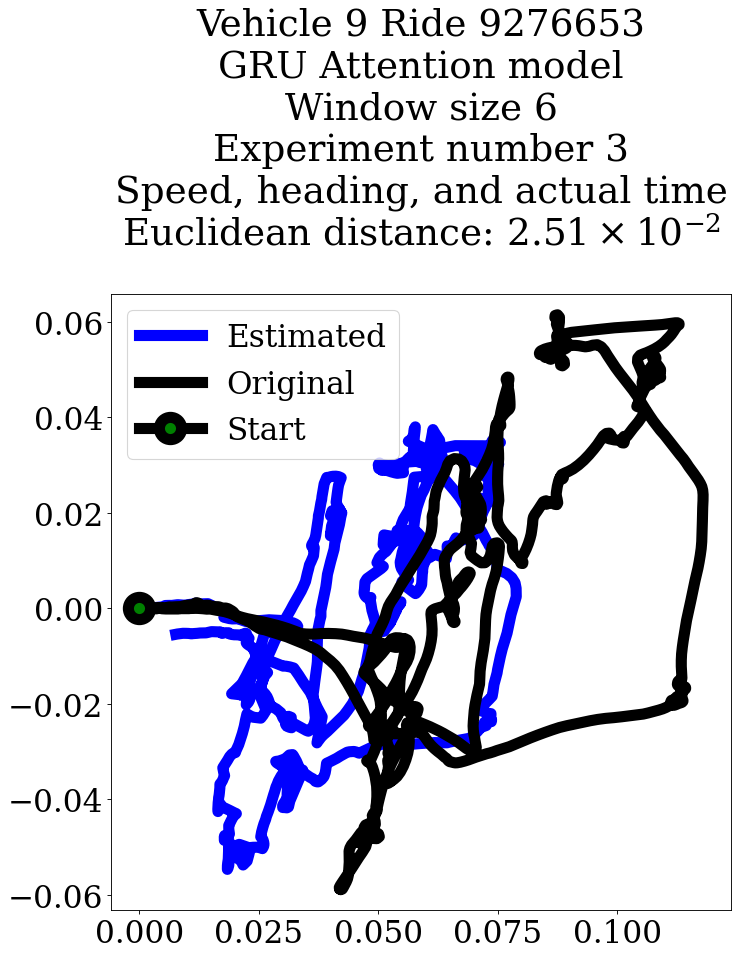 Vehicle 9 Ride 9276653
GRU Attention model
Window size 6
Experiment number 3
Speed, heading, and actual time
Euclidean distance: 2.51 × 10⁻²
Estimated
Original
Start
0.06
0.04
0.02
0.00
−0.02
−0.04
−0.06
0.000 0.025 0.050 0.075 0.100